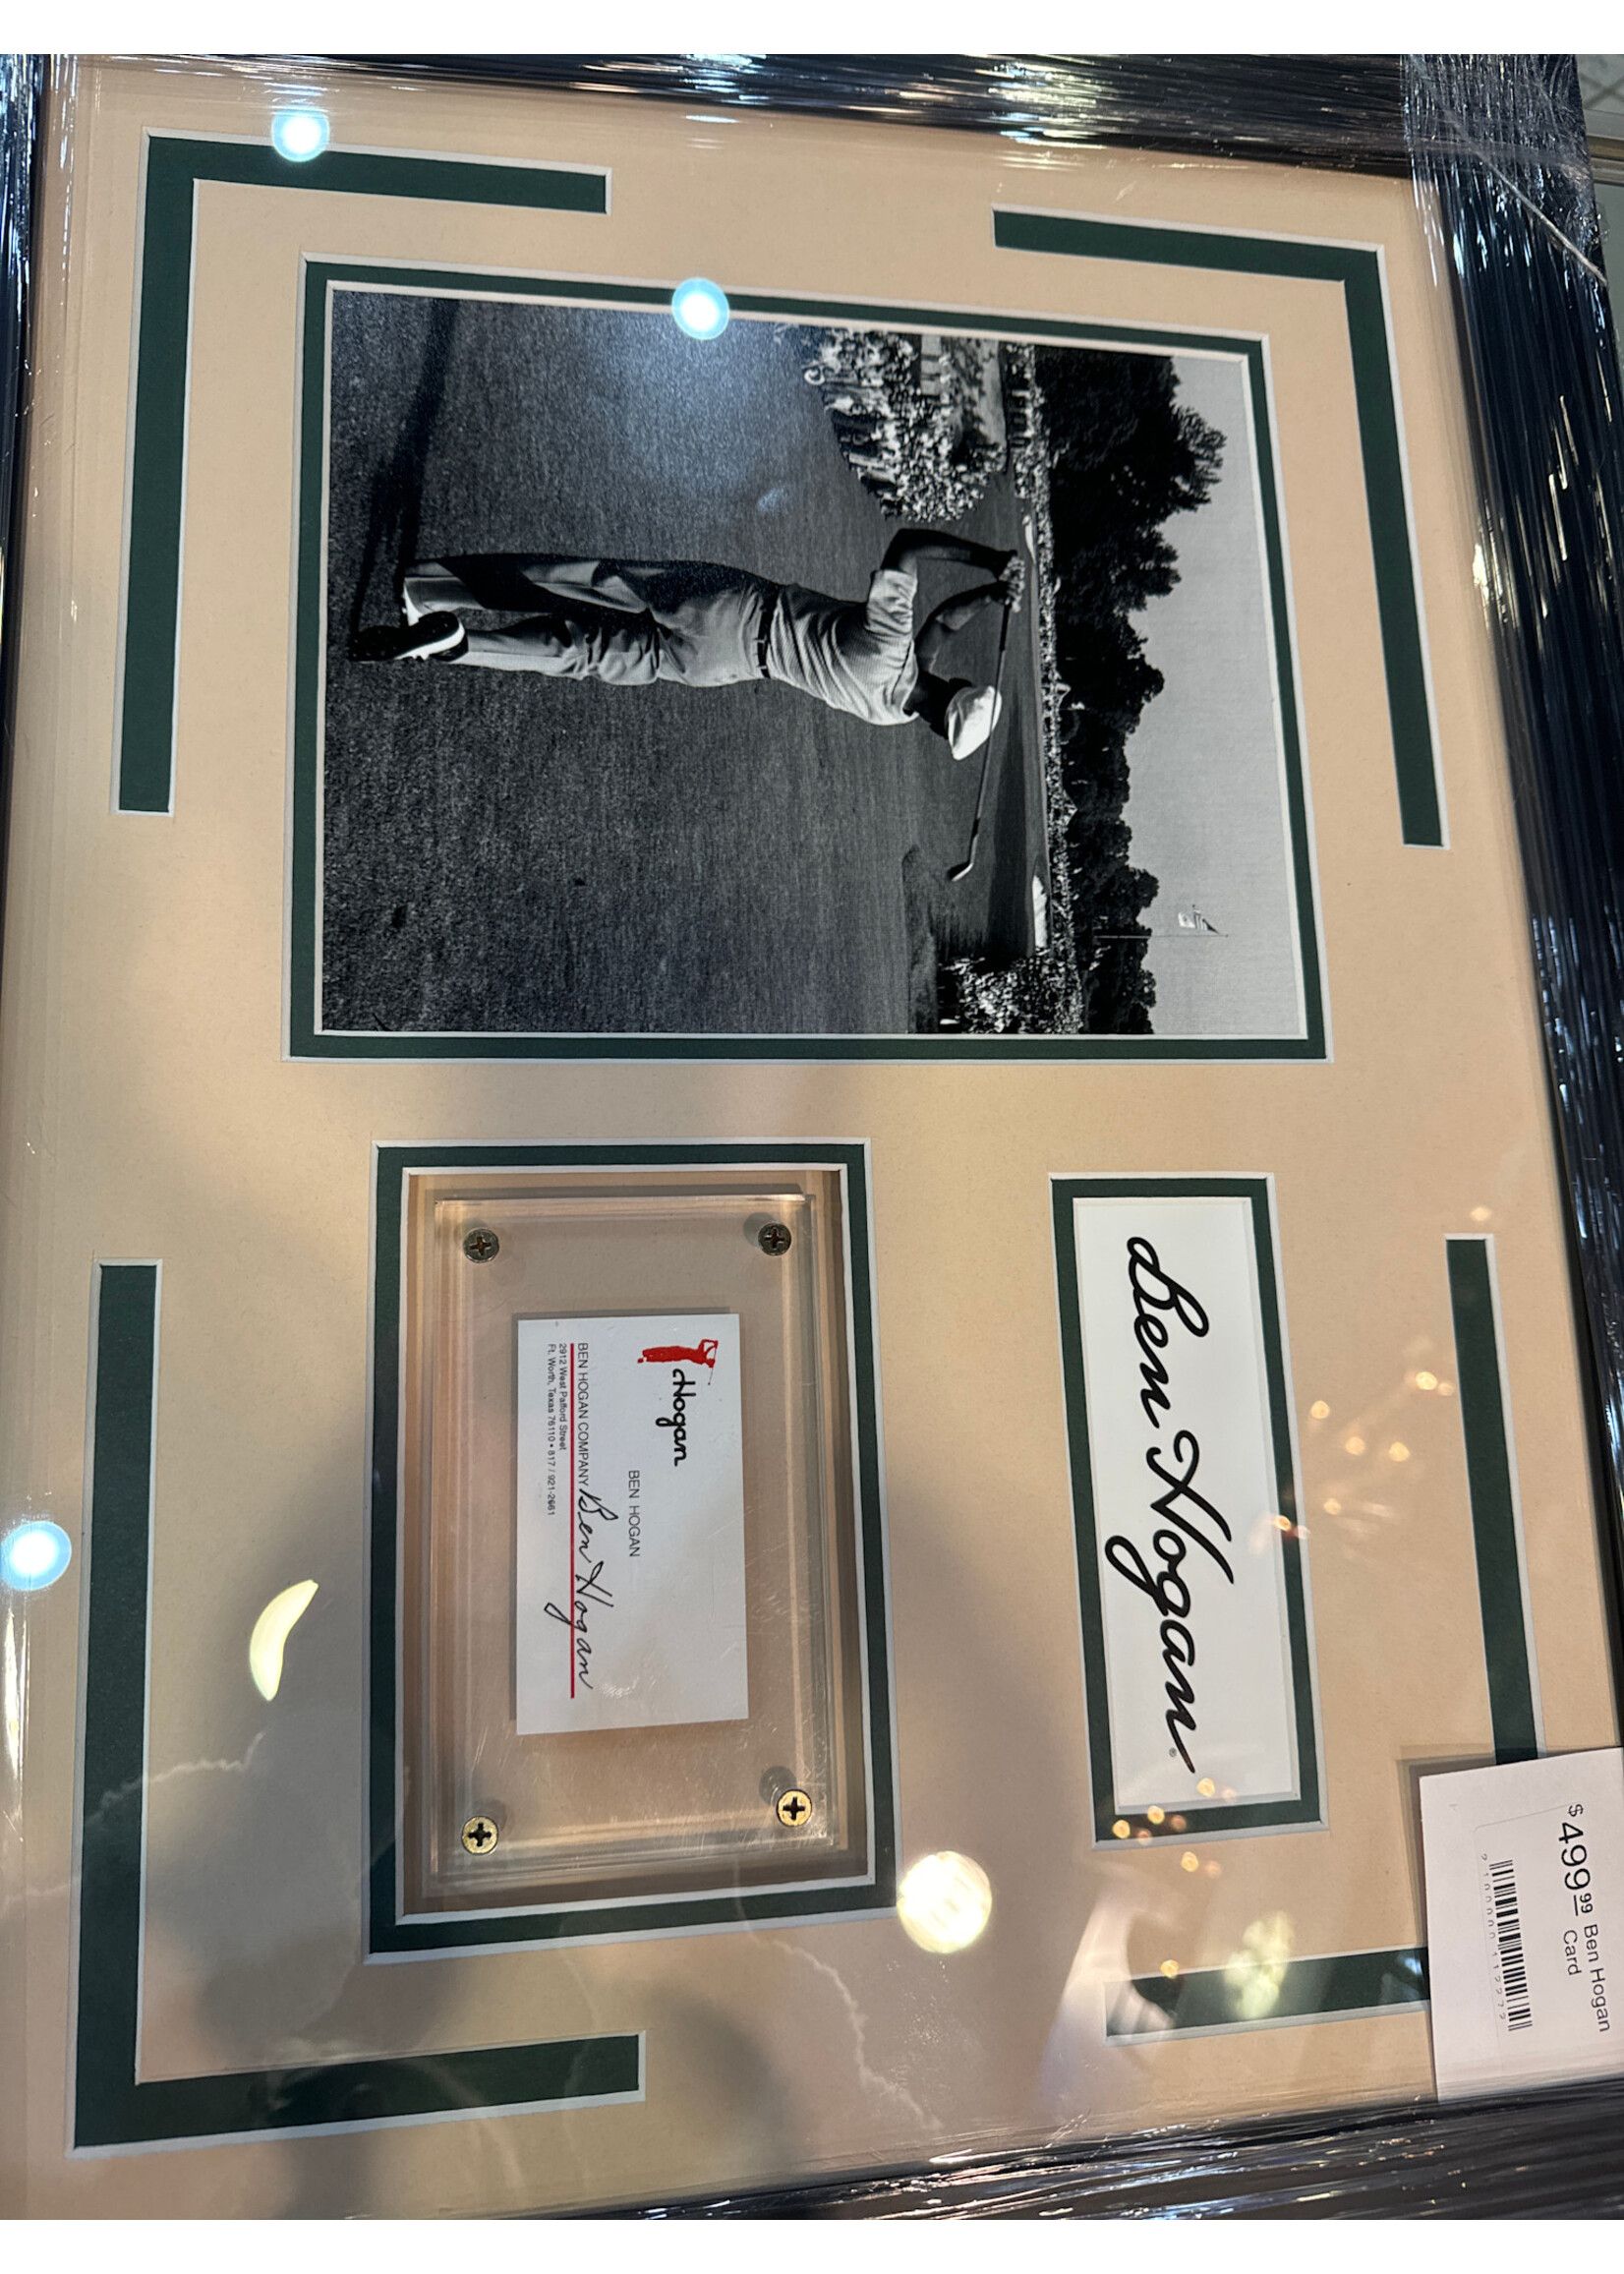 Ben Hogan®
Hogan
BEN HOGAN
BEN HOGAN COMPANY
Ben Hogan
2912 West Pafford Street
Ft. Worth, Texas 76110 • 817 / 921-2661
$499.99 Ben Hogan
Card